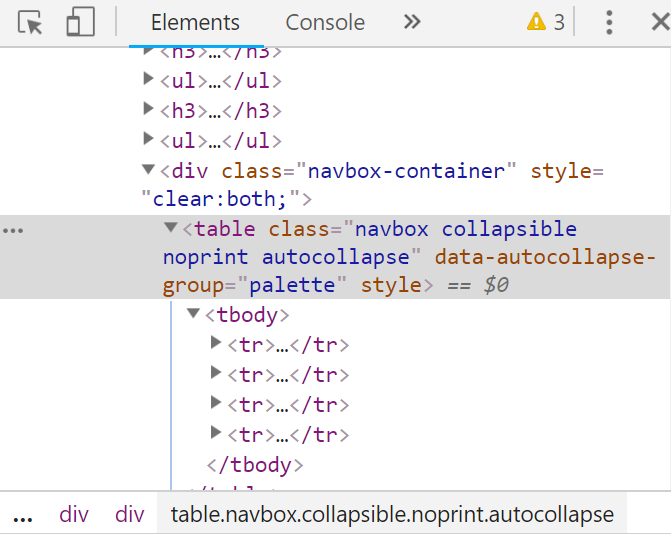 Elements Console » 3
<h3>…</h3>
<ul>…</ul>
<h3>…</h3>
<ul>…</ul>
<div class="navbox-container" style=
"clear:both;">
… <table class="navbox collapsible
noprint autocollapse" data-autocollapse-
group="palette" style> == $0
<tbody>
<tr>…</tr>
<tr>…</tr>
<tr>…</tr>
<tr>…</tr>
</tbody>
</table>
… div div table.navbox.collapsible.noprint.autocollapse